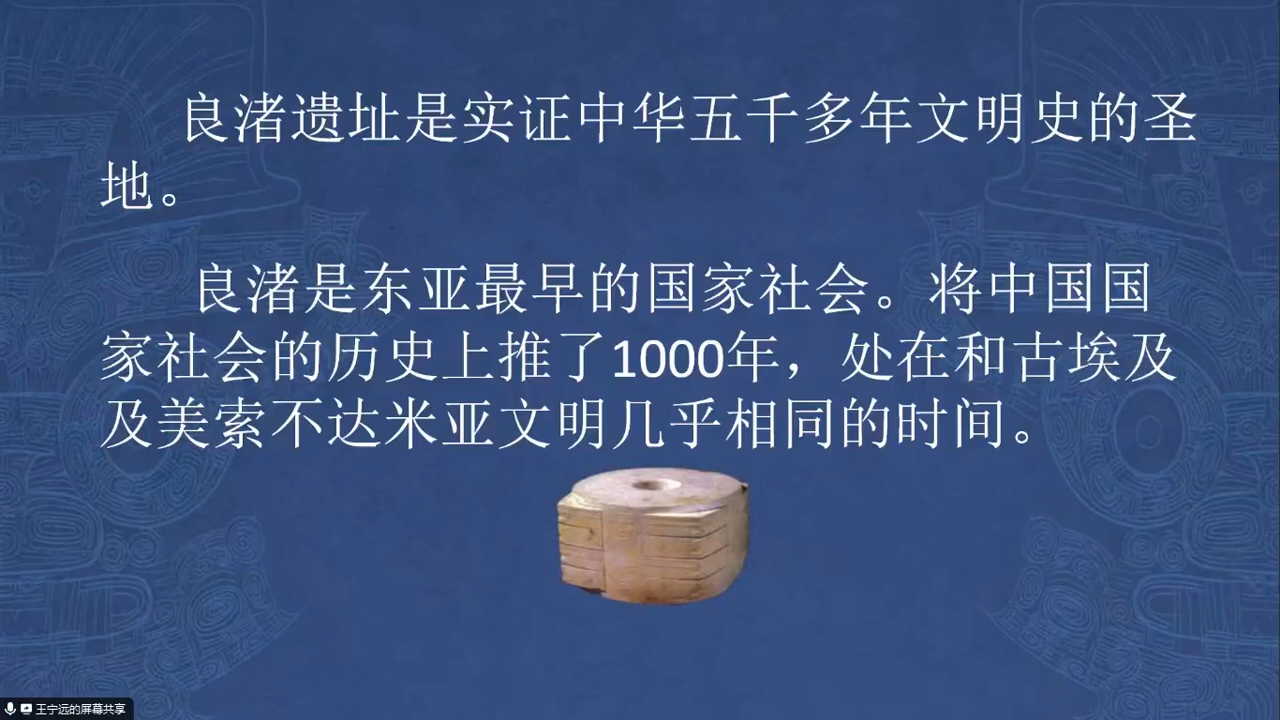 良渚遗址是实证中华五千多年文明史的圣
地。
良渚是东亚最早的国家社会。将中国国
家社会的历史上推了1000年，处在和古埃及
及美索不达米亚文明几乎相同的时间。
王宁远的屏幕共享